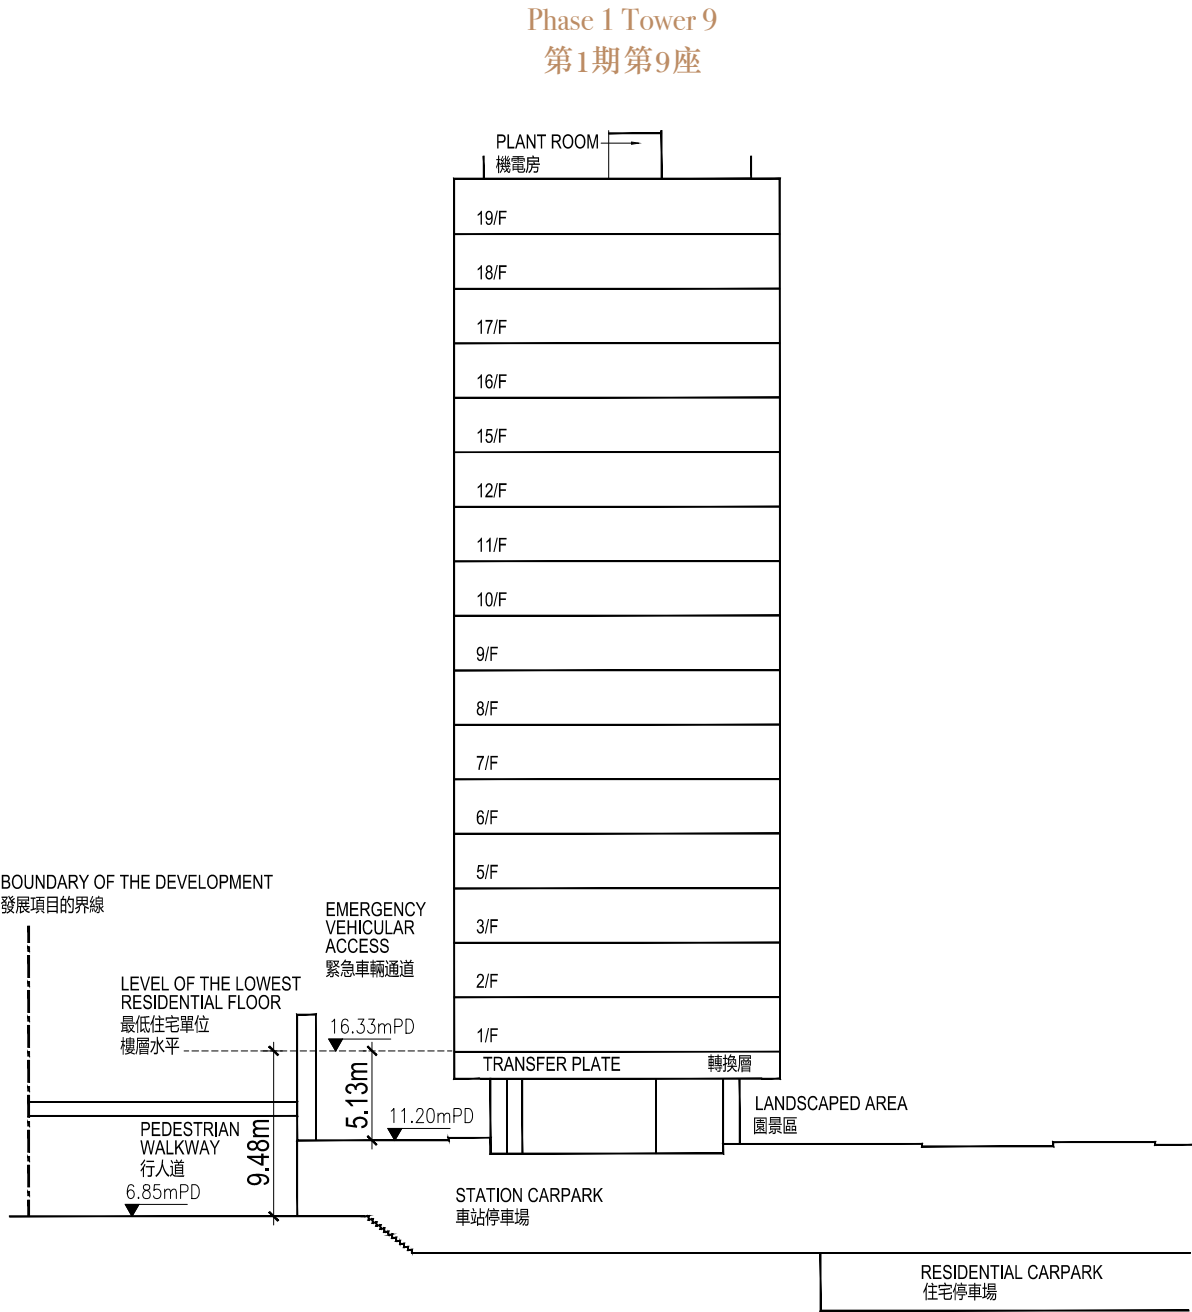 Phase 1 Tower 9
第1期第9座
PLANT ROOM
機電房
19/F
18/F
17/F
16/F
15/F
12/F
11/F
10/F
9/F
8/F
7/F
6/F
5/F
3/F
2/F
1/F
TRANSFER PLATE 轉換層
BOUNDARY OF THE DEVELOPMENT
發展項目的界線
EMERGENCY
VEHICULAR
ACCESS
緊急車輛通道
LEVEL OF THE LOWEST
RESIDENTIAL FLOOR
最低住宅單位
樓層水平
16.33mPD
5.13m
11.20mPD
9.48m
PEDESTRIAN
WALKWAY
行人道
6.85mPD
LANDSCAPED AREA
園景區
STATION CARPARK
車站停車場
RESIDENTIAL CARPARK
住宅停車場